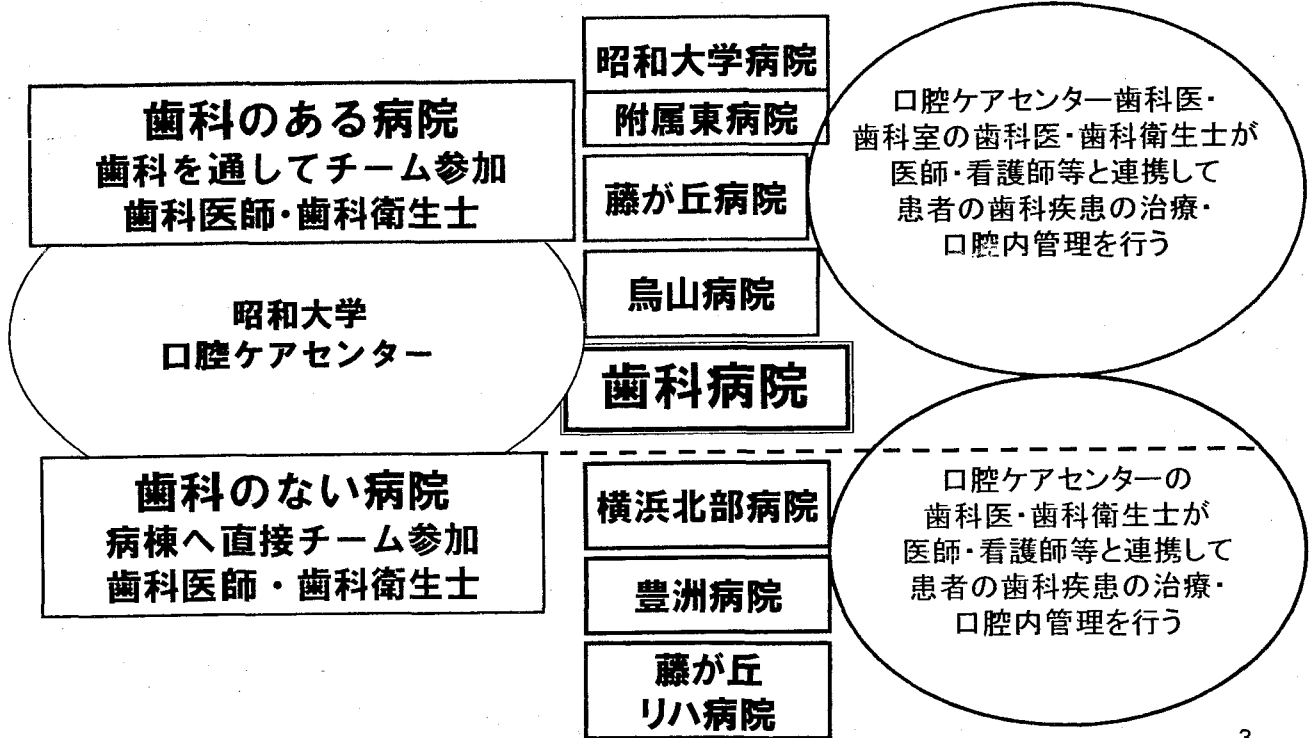 歯科のある病院
歯科を通してチーム参加
歯科医師・歯科衛生士
昭和大学
口腔ケアセンター
歯科のない病院
病棟へ直接チーム参加
歯科医師・歯科衛生士
昭和大学病院
附属東病院
藤が丘病院
烏山病院
歯科病院
横浜北部病院
豊洲病院
藤が丘
リハ病院
口腔ケアセンター歯科医・
歯科室の歯科医・歯科衛生士が
医師・看護師等と連携して
患者の歯科疾患の治療・
口腔内管理を行う
口腔ケアセンターの
歯科医・歯科衛生士が
医師・看護師等と連携して
患者の歯科疾患の治療・
口腔内管理を行う
3